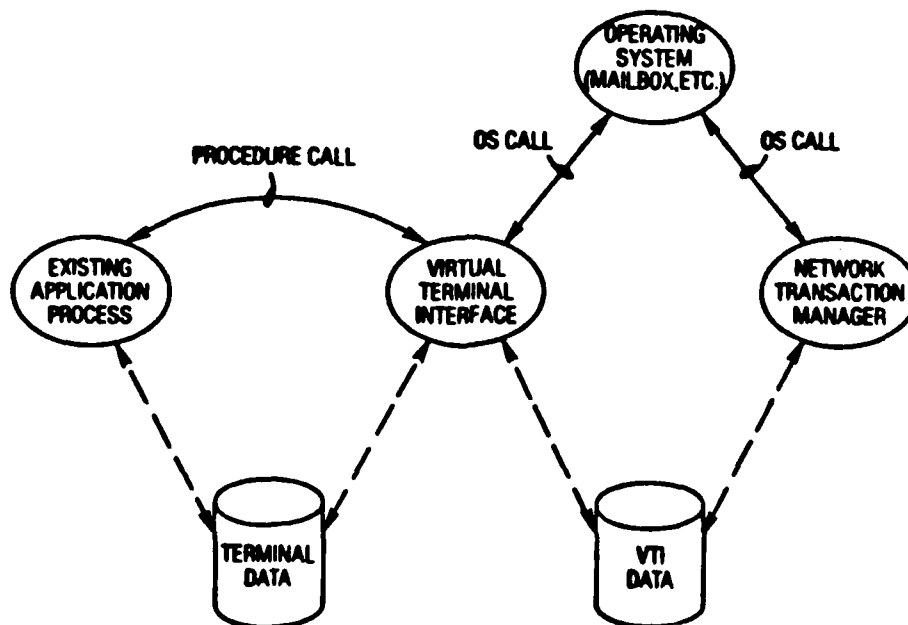 OPERATING
SYSTEM
(MAILBOX, ETC.)
PROCEDURE CALL
OS CALL
OS CALL
EXISTING
APPLICATION
PROCESS
VIRTUAL
TERMINAL
INTERFACE
NETWORK
TRANSACTION
MANAGER
TERMINAL
DATA
VTI
DATA